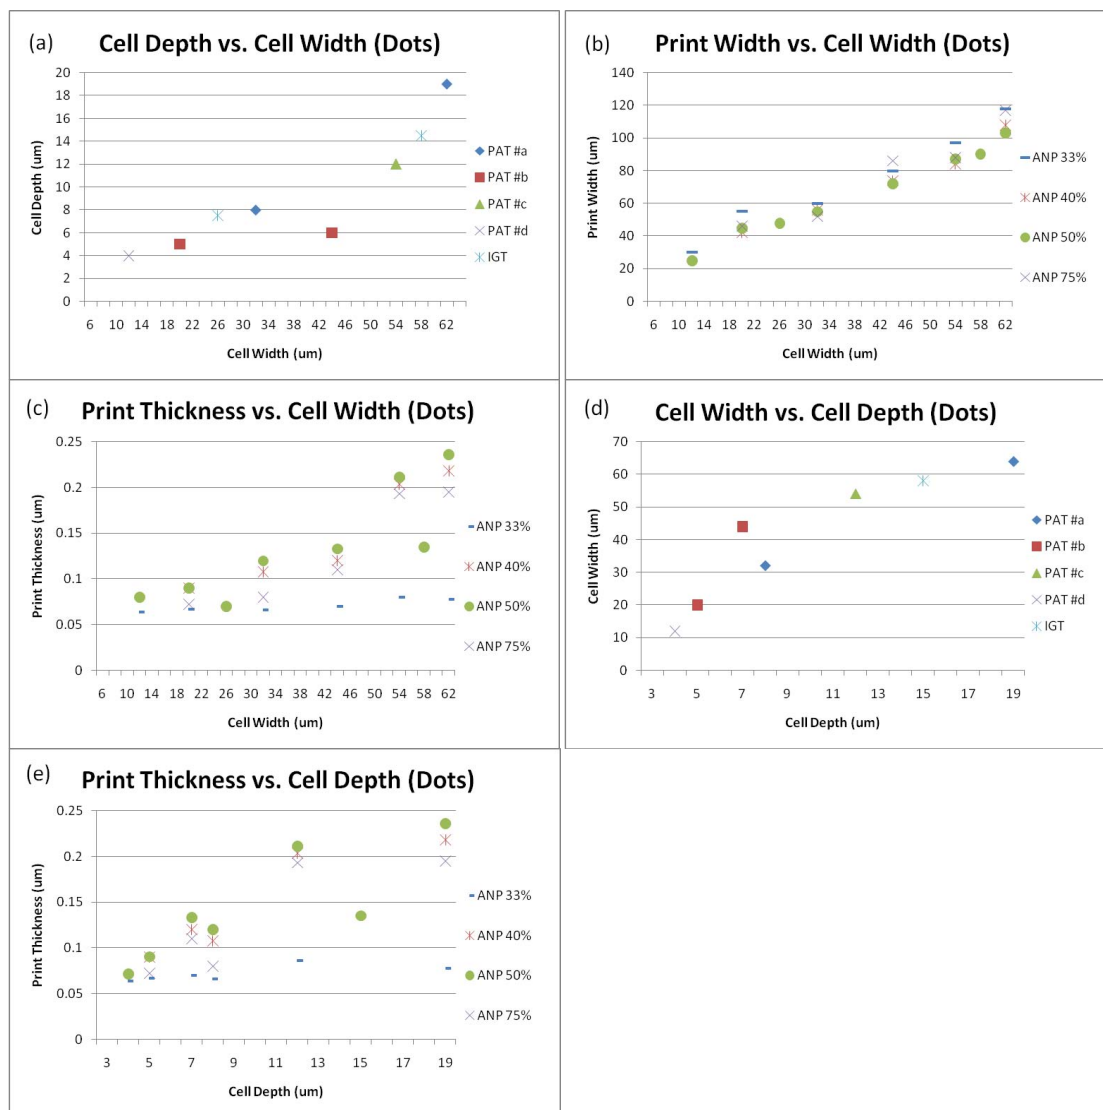 (a) Cell Depth vs. Cell Width (Dots)
Cell Depth (um)
20
18
16
14
12
10
8
6
4
2
0
6 10 14 18 22 26 30 34 38 42 46 50 54 58 62
Cell Width (um)
PAT #a
PAT #b
PAT #c
PAT #d
IGT
(b) Print Width vs. Cell Width (Dots)
Print Width (um)
140
120
100
80
60
40
20
0
6 10 14 18 22 26 30 34 38 42 46 50 54 58 62
Cell Width (um)
ANP 33%
ANP 40%
ANP 50%
ANP 75%
(c) Print Thickness vs. Cell Width (Dots)
Print Thickness (um)
0.25
0.2
0.15
0.1
0.05
0
6 10 14 18 22 26 30 34 38 42 46 50 54 58 62
Cell Width (um)
ANP 33%
ANP 40%
ANP 50%
ANP 75%
(d) Cell Width vs. Cell Depth (Dots)
Cell Width (um)
70
60
50
40
30
20
10
0
3 5 7 9 11 13 15 17 19
Cell Depth (um)
PAT #a
PAT #b
PAT #c
PAT #d
IGT
(e) Print Thickness vs. Cell Depth (Dots)
Print Thickness (um)
0.25
0.2
0.15
0.1
0.05
0
3 5 7 9 11 13 15 17 19
Cell Depth (um)
ANP 33%
ANP 40%
ANP 50%
ANP 75%